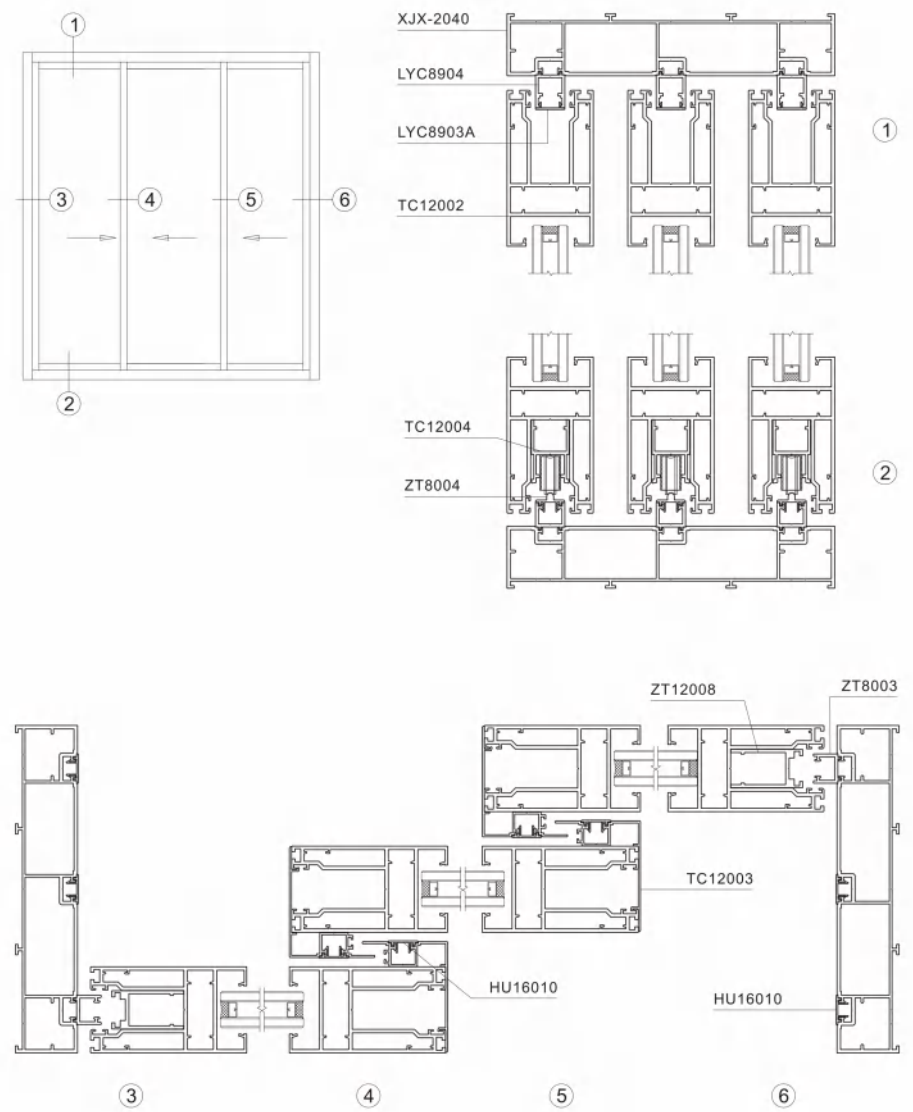 ①
③
④
⑤
⑥
②
XJX-2040
LYC8904
LYC8903A
TC12002
①
TC12004
ZT8004
②
ZT12008
ZT8003
TC12003
HU16010
HU16010
③
④
⑤
⑥